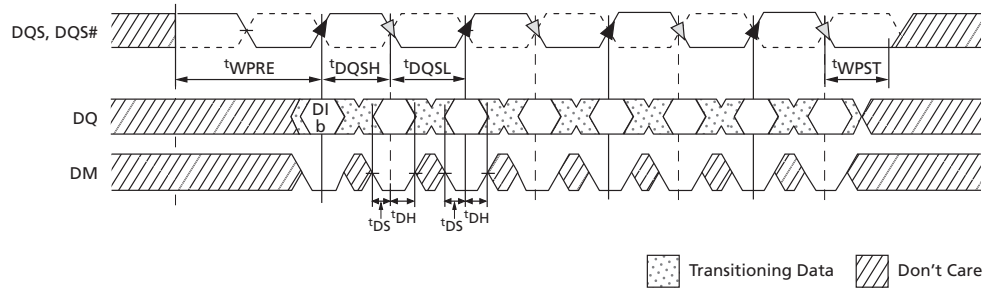 DQS, DQS#
tWPRE tDQSH tDQSL tWPST
DQ
DI
b
DM
tDS tDH tDS tDH
Transitioning Data Don't Care